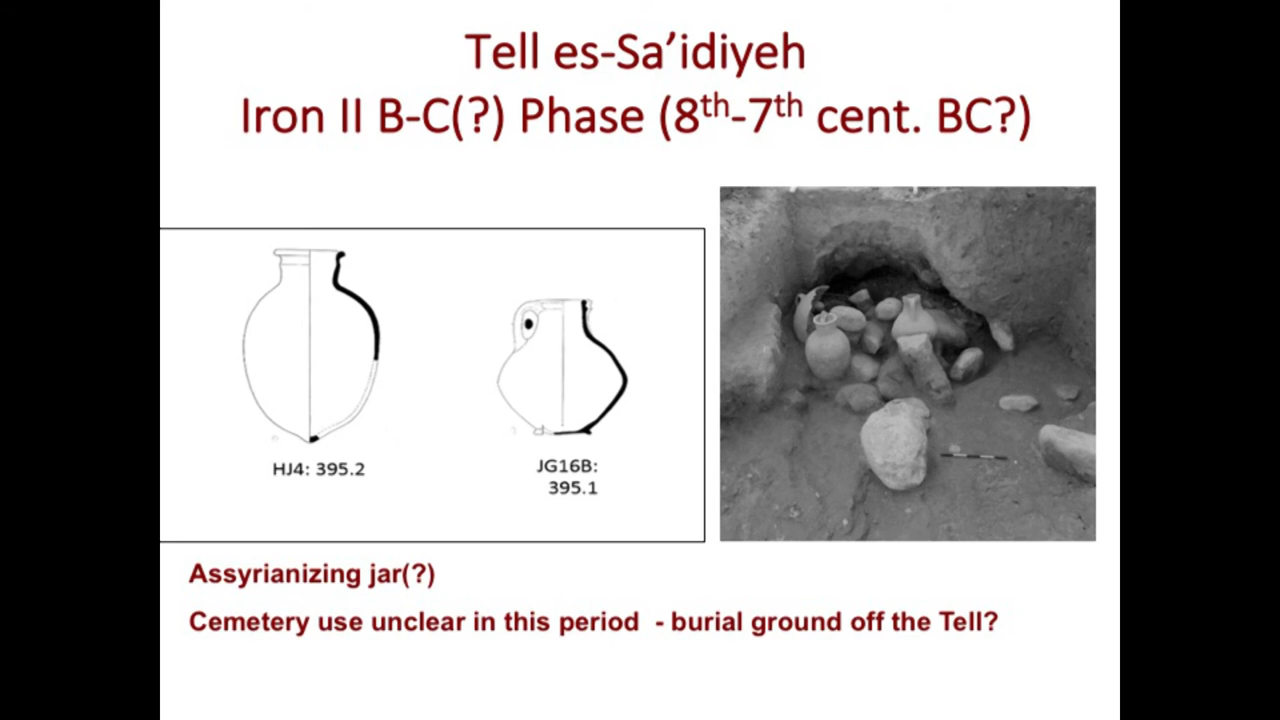 Tell es-Sa’idiyeh
Iron II B-C(?) Phase (8th-7th cent. BC?)
HJ4: 395.2
JG16B:
395.1
Assyrianizing jar(?)
Cemetery use unclear in this period - burial ground off the Tell?